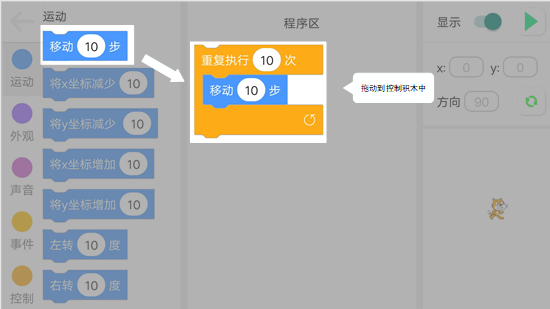 运动
移动 10 步
将x坐标减少 10
将y坐标减少 10
将x坐标增加 10
将y坐标增加 10
左转 10 度
右转 10 度
运动
外观
声音
事件
控制
程序区
重复执行 10 次
移动 10 步
拖动到控制积木中
显示
x: 0 y: 0
方向 90